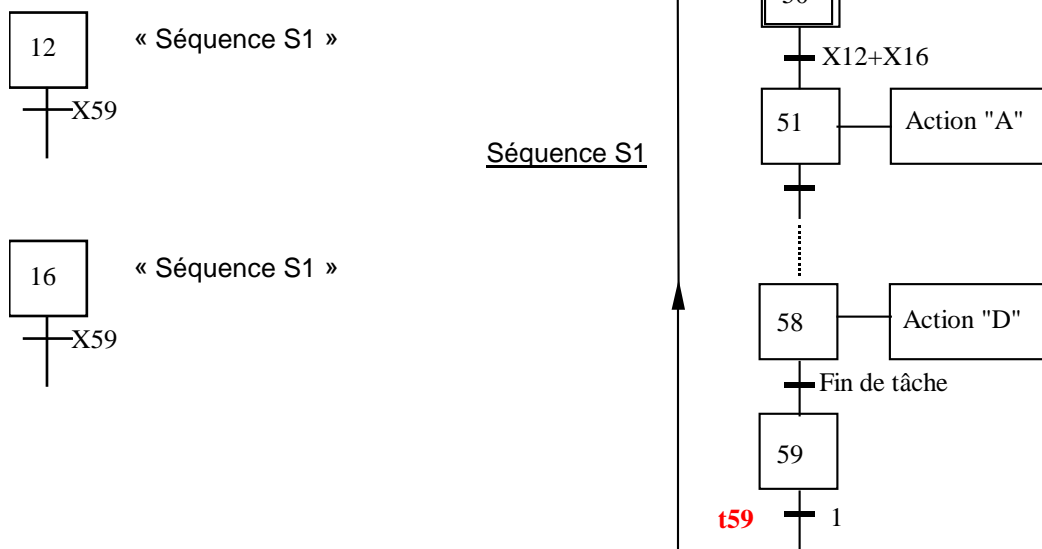 12
« Séquence S1 »
X59
16
« Séquence S1 »
X59
Séquence S1
X12+X16
51
Action "A"
58
Action "D"
Fin de tâche
59
t59
1